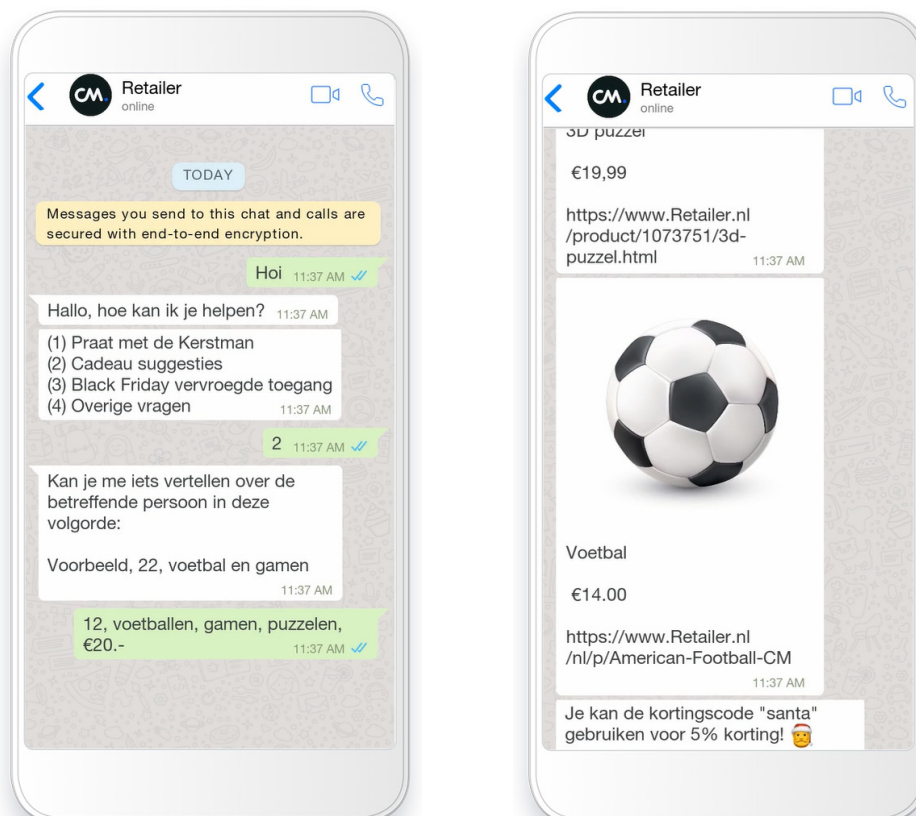 CM.
Retailer
online
TODAY
Messages you send to this chat and calls are
secured with end-to-end encryption.
Hoi 11:37 AM
Hallo, hoe kan ik je helpen? 11:37 AM
(1) Praat met de Kerstman
(2) Cadeau suggesties
(3) Black Friday vervroegde toegang
(4) Overige vragen 11:37 AM
2 11:37 AM
Kan je me iets vertellen over de
betreffende persoon in deze
volgorde:
Voorbeeld, 22, voetbal en gamen
11:37 AM
12, voetballen, gamen, puzzelen,
€20.- 11:37 AM
CM.
Retailer
online
3D puzzel
€19,99
https://www.Retailer.nl
/product/1073751/3d-
puzzel.html 11:37 AM
Voetbal
€14.00
https://www.Retailer.nl
/nl/p/American-Football-CM
11:37 AM
Je kan de kortingscode "santa"
gebruiken voor 5% korting!